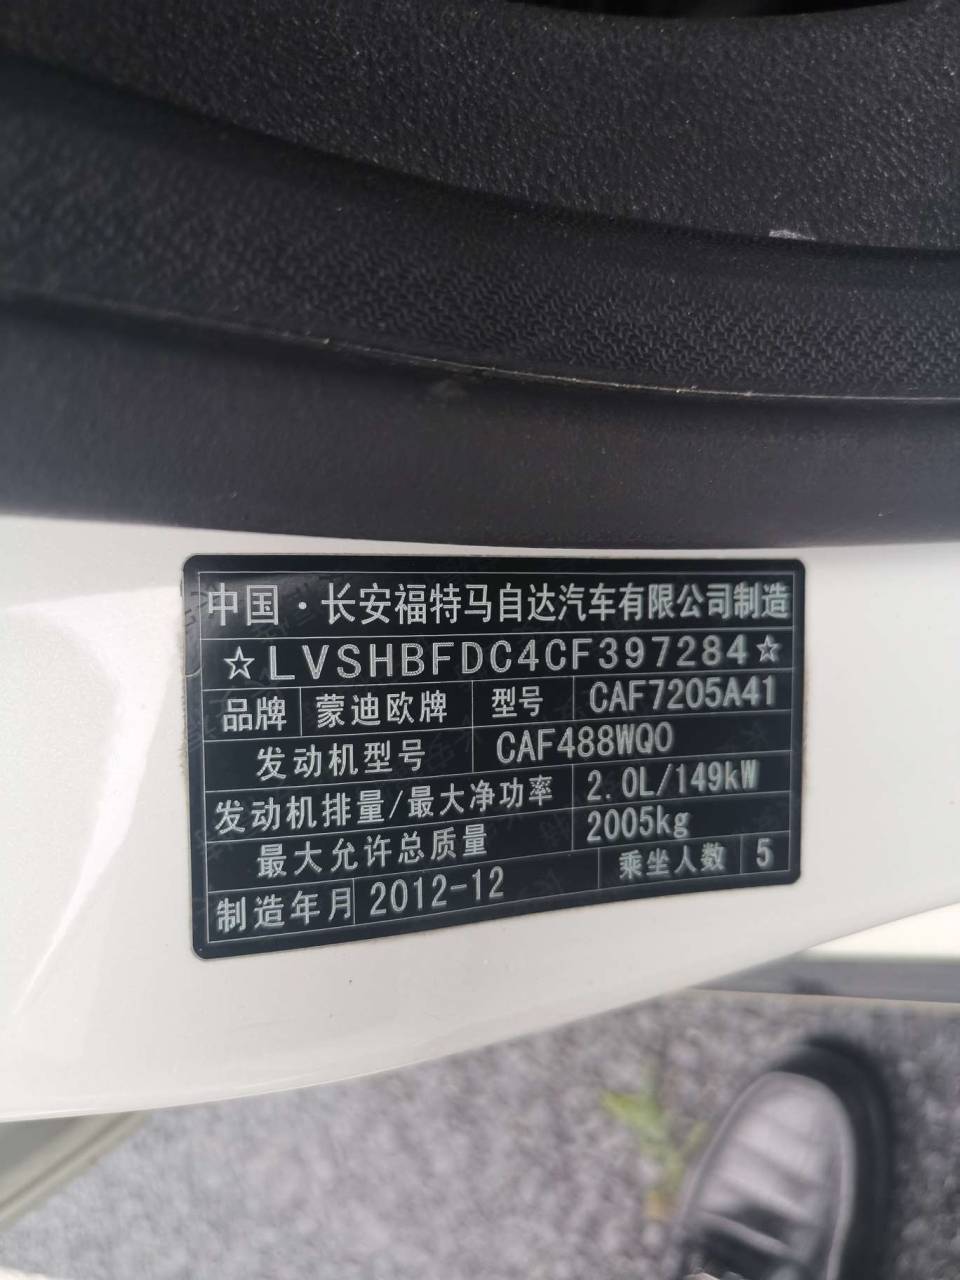 中国·长安福特马自达汽车有限公司制造
☆LVSHBFDC4CF397284☆
品牌 蒙迪欧牌 型号 CAF7205A41
发动机型号 CAF488WQ0
发动机排量/最大净功率 2.0L/149kW
最大允许总质量 2005kg
制造年月 2012-12 乘坐人数 5